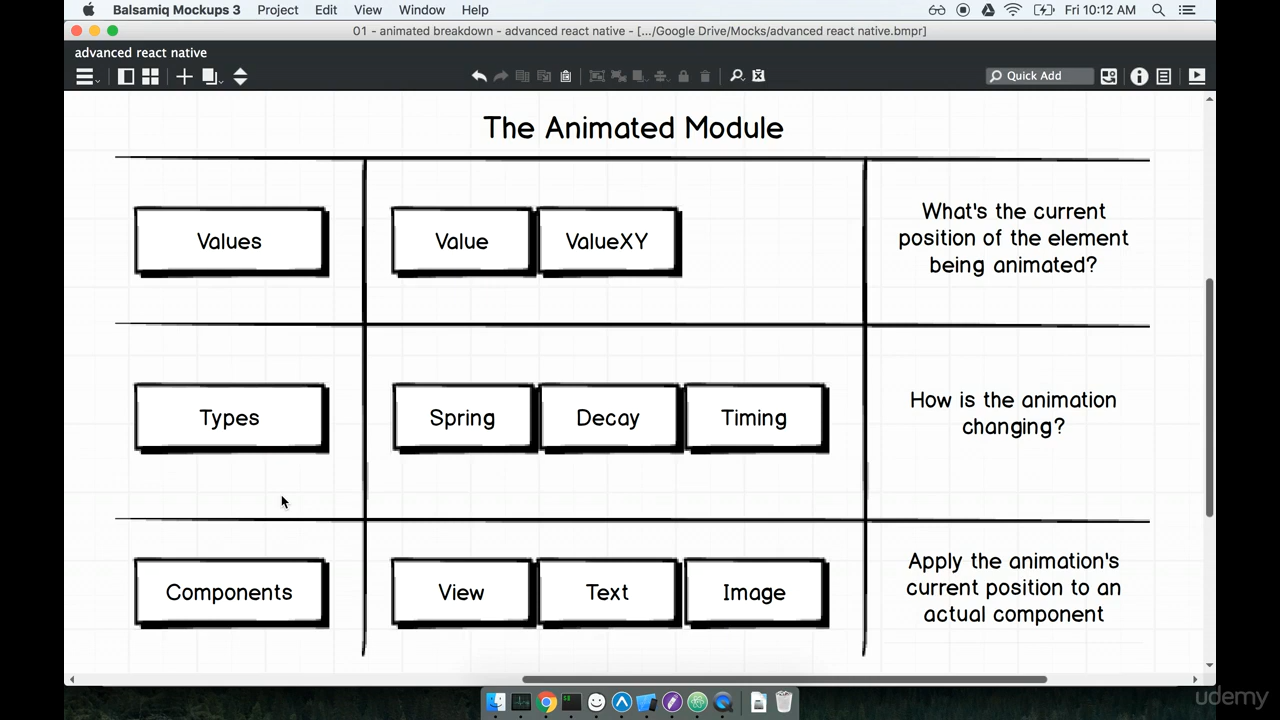 Balsamiq Mockups 3 Project Edit View Window Help Fri 10:12 AM
01 - animated breakdown - advanced react native - [.../Google Drive/Mocks/advanced react native.bmpr]
advanced react native
Quick Add
The Animated Module
Values
Value
ValueXY
What's the current
position of the element
being animated?
Types
Spring
Decay
Timing
How is the animation
changing?
Components
View
Text
Image
Apply the animation's
current position to an
actual component
udemy